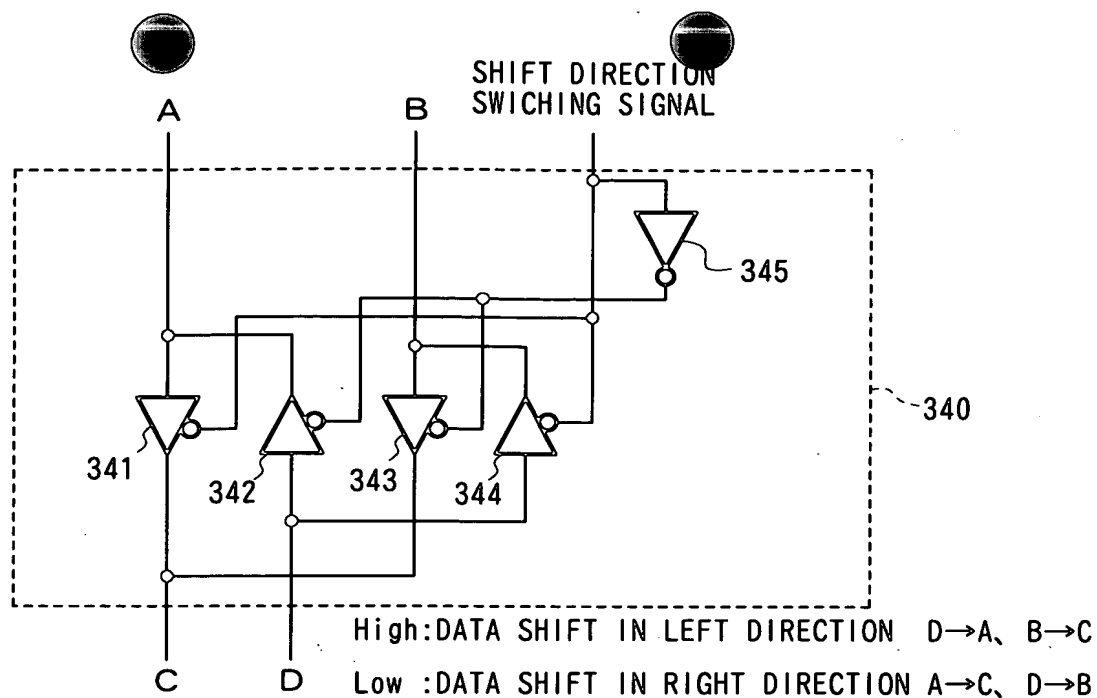 SHIFT DIRECTION
SWICHING SIGNAL
A
B
345
340
341
342
343
344
High:DATA SHIFT IN LEFT DIRECTION D→A、B→C
C
D
Low :DATA SHIFT IN RIGHT DIRECTION A→C、D→B